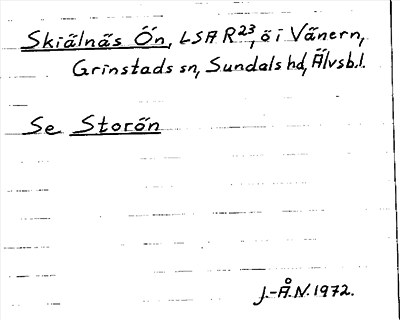 Skiälnäs Ön, LSA R23, ö i Vänern,
Grinstads sn, Sundals hd, Älvsb.l.
Se Storön
J.-Å.N. 1972.